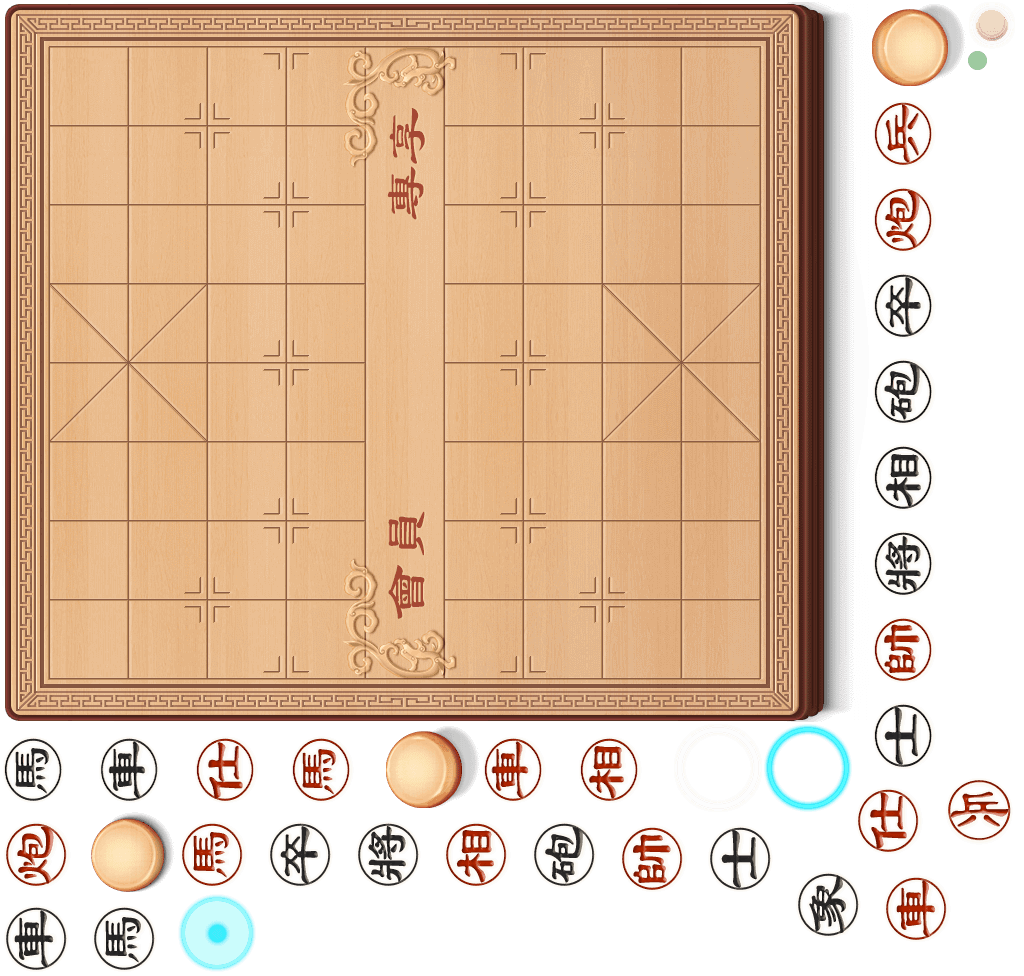 會員 專享
兵
炮
卒
砲
相
將
帥
士
馬 車 仕 馬 車 相
炮 馬 卒 將 相 砲 帥 士 仕 兵
車 馬 象 車